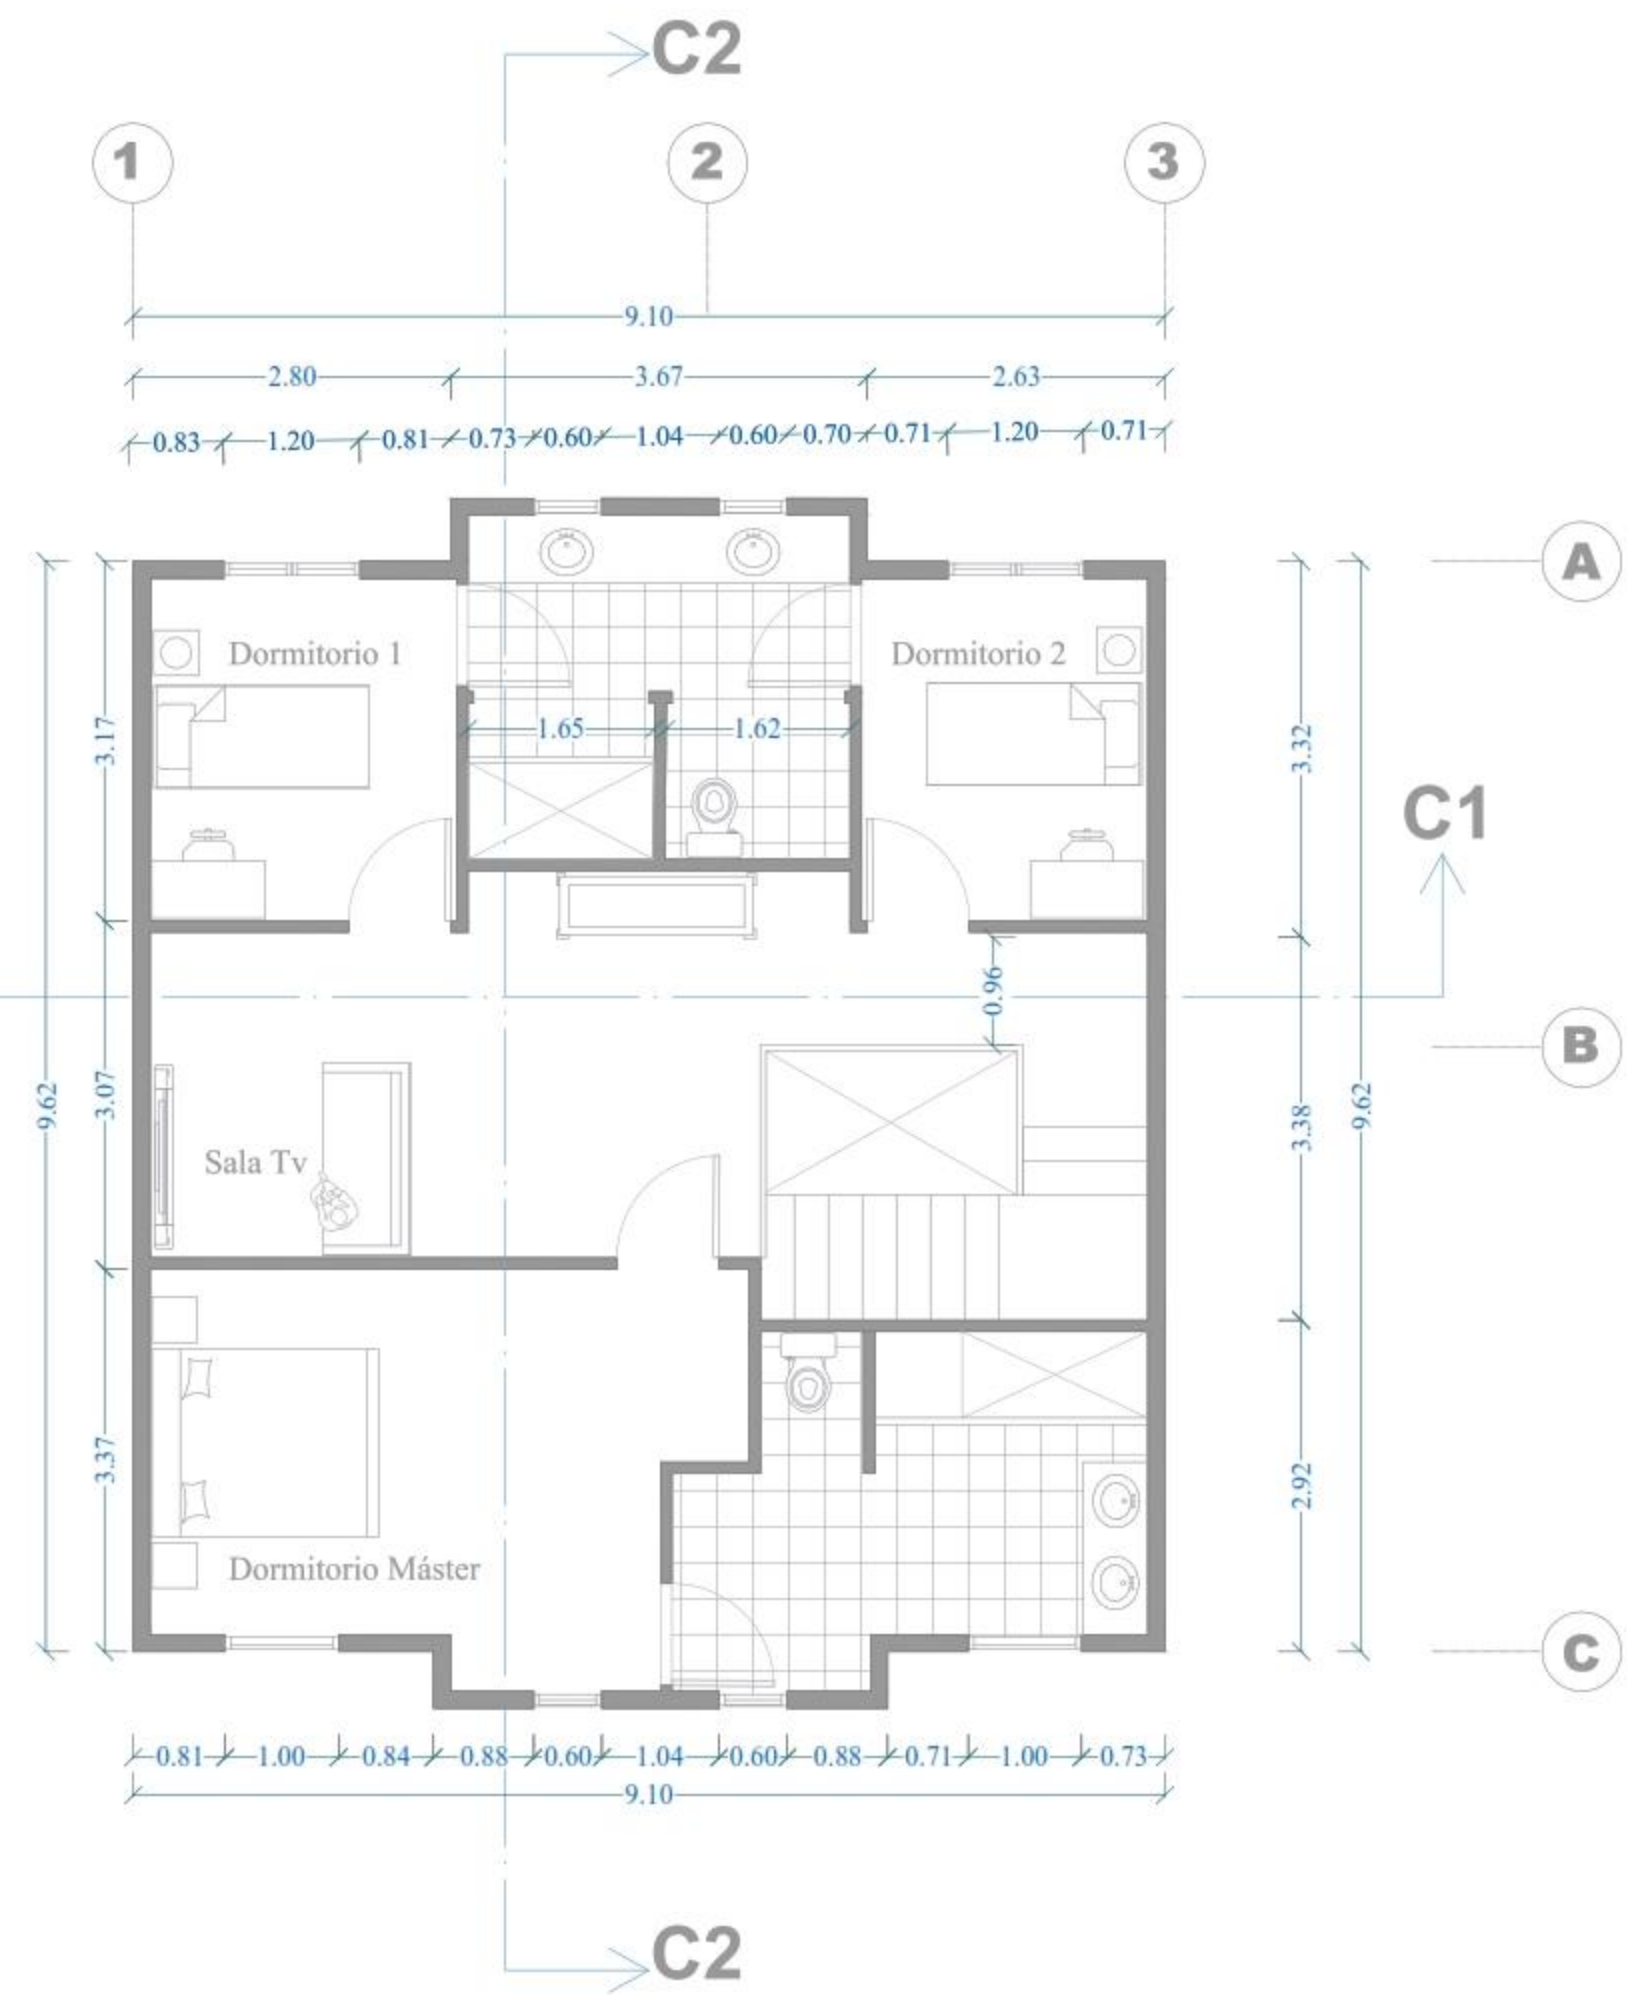 C2
1 2 3
9.10
2.80 3.67 2.63
0.83 1.20 0.81 0.73 0.60 1.04 0.60 0.70 0.71 1.20 0.71
A
Dormitorio 1 Dormitorio 2
3.17 1.65 1.62 3.32
C1
0.96
B
9.62 3.07 3.38 9.62
Sala Tv
3.37 2.92
Dormitorio Máster
C
0.81 1.00 0.84 0.88 0.60 1.04 0.60 0.88 0.71 1.00 0.73
9.10
C2